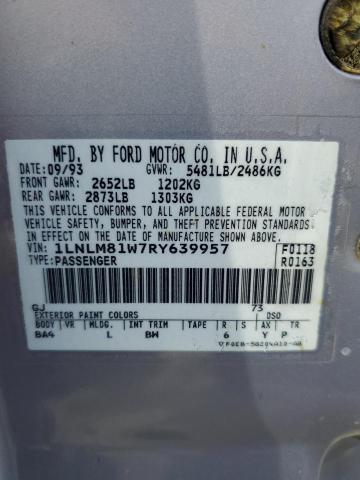 MFD. BY FORD MOTOR CO. IN U.S.A.
DATE: 09/93 GVWR: 5481LB/2486KG
FRONT GAWR: 2652LB 1202KG
REAR GAWR: 2873LB 1303KG
THIS VEHICLE CONFORMS TO ALL APPLICABLE FEDERAL MOTOR
VEHICLE SAFETY, BUMPER, AND THEFT PREVENTION STANDARDS
IN EFFECT ON THE DATE OF MANUFACTURE SHOWN ABOVE.
VIN: 1LNLM81W7RY639957 F0118
TYPE: PASSENGER R0163
GJ 73
EXTERIOR PAINT COLORS DSO
BODY VR MLDG. INT TRIM TAPE R S AX TR
BA4 L BW 6 Y P